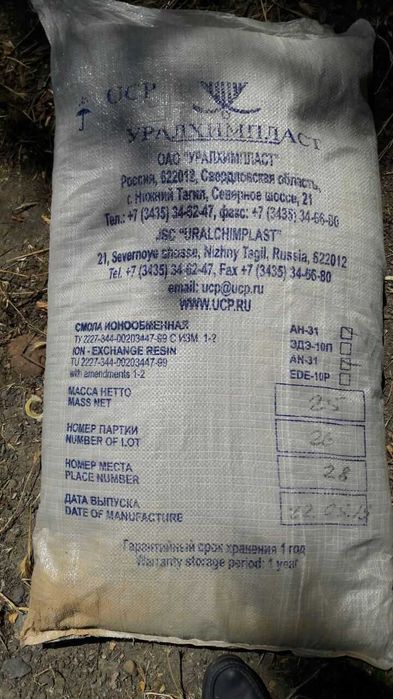 UCP
УРАЛХИМПЛАСТ
ОАО "УРАЛХИМПЛАСТ"
Россия, 622012, Свердловская область,
г. Нижний Тагил, Северное шоссе, 21
Тел.: +7 (3435) 34-62-47, факс: +7 (3435) 34-66-80
JSC "URALCHIMPLAST"
21, Severnoye shosse, Nizhny Tagil, Russia, 622012
Tel. +7 (3435) 34-62-47, Fax +7 (3435) 34-66-80
email: ucp@ucp.ru
WWW.UCP.RU
СМОЛА ИОНООБМЕННАЯ АН-31
ТУ 2227-344-00203447-99 С ИЗМ. 1-2 ЭДЭ-10П
ION - EXCHANGE RESIN AN-31
TU 2227-344-00203447-99 EDE-10P
with amendments 1-2
МАССА НЕТТО
MASS NET 25
НОМЕР ПАРТИИ
NUMBER OF LOT 26
НОМЕР МЕСТА
PLACE NUMBER 28
ДАТА ВЫПУСКА
DATE OF MANUFACTURE 22
Гарантийный срок хранения 1 год
Warranty storage period: 1 year